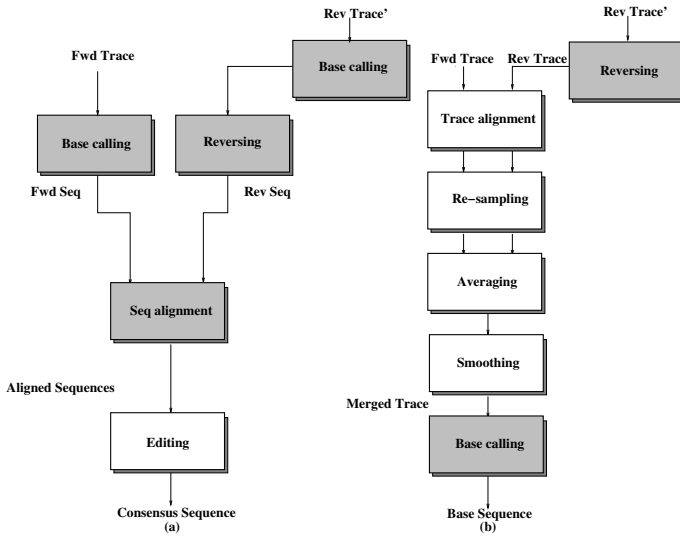 Rev Trace’
Base calling
Fwd Trace
Base calling
Reversing
Fwd Seq
Rev Seq
Seq alignment
Aligned Sequences
Editing
Consensus Sequence
(a)
Rev Trace’
Reversing
Fwd Trace
Rev Trace
Trace alignment
Re−sampling
Averaging
Smoothing
Merged Trace
Base calling
Base Sequence
(b)